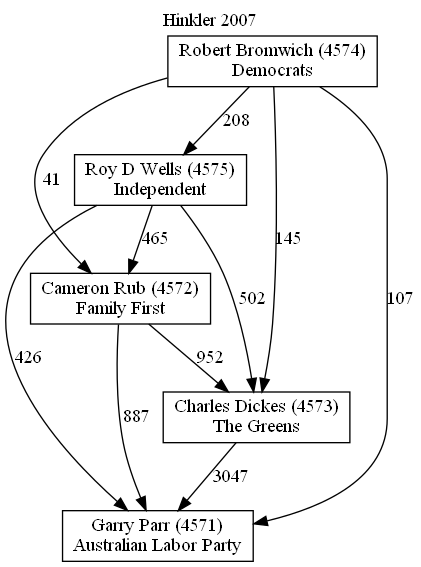 Hinkler 2007
Robert Bromwich (4574)
Democrats
208
Roy D Wells (4575)
Independent
41
465
145
Cameron Rub (4572)
Family First
502
107
426
952
887
Charles Dickes (4573)
The Greens
3047
Garry Parr (4571)
Australian Labor Party